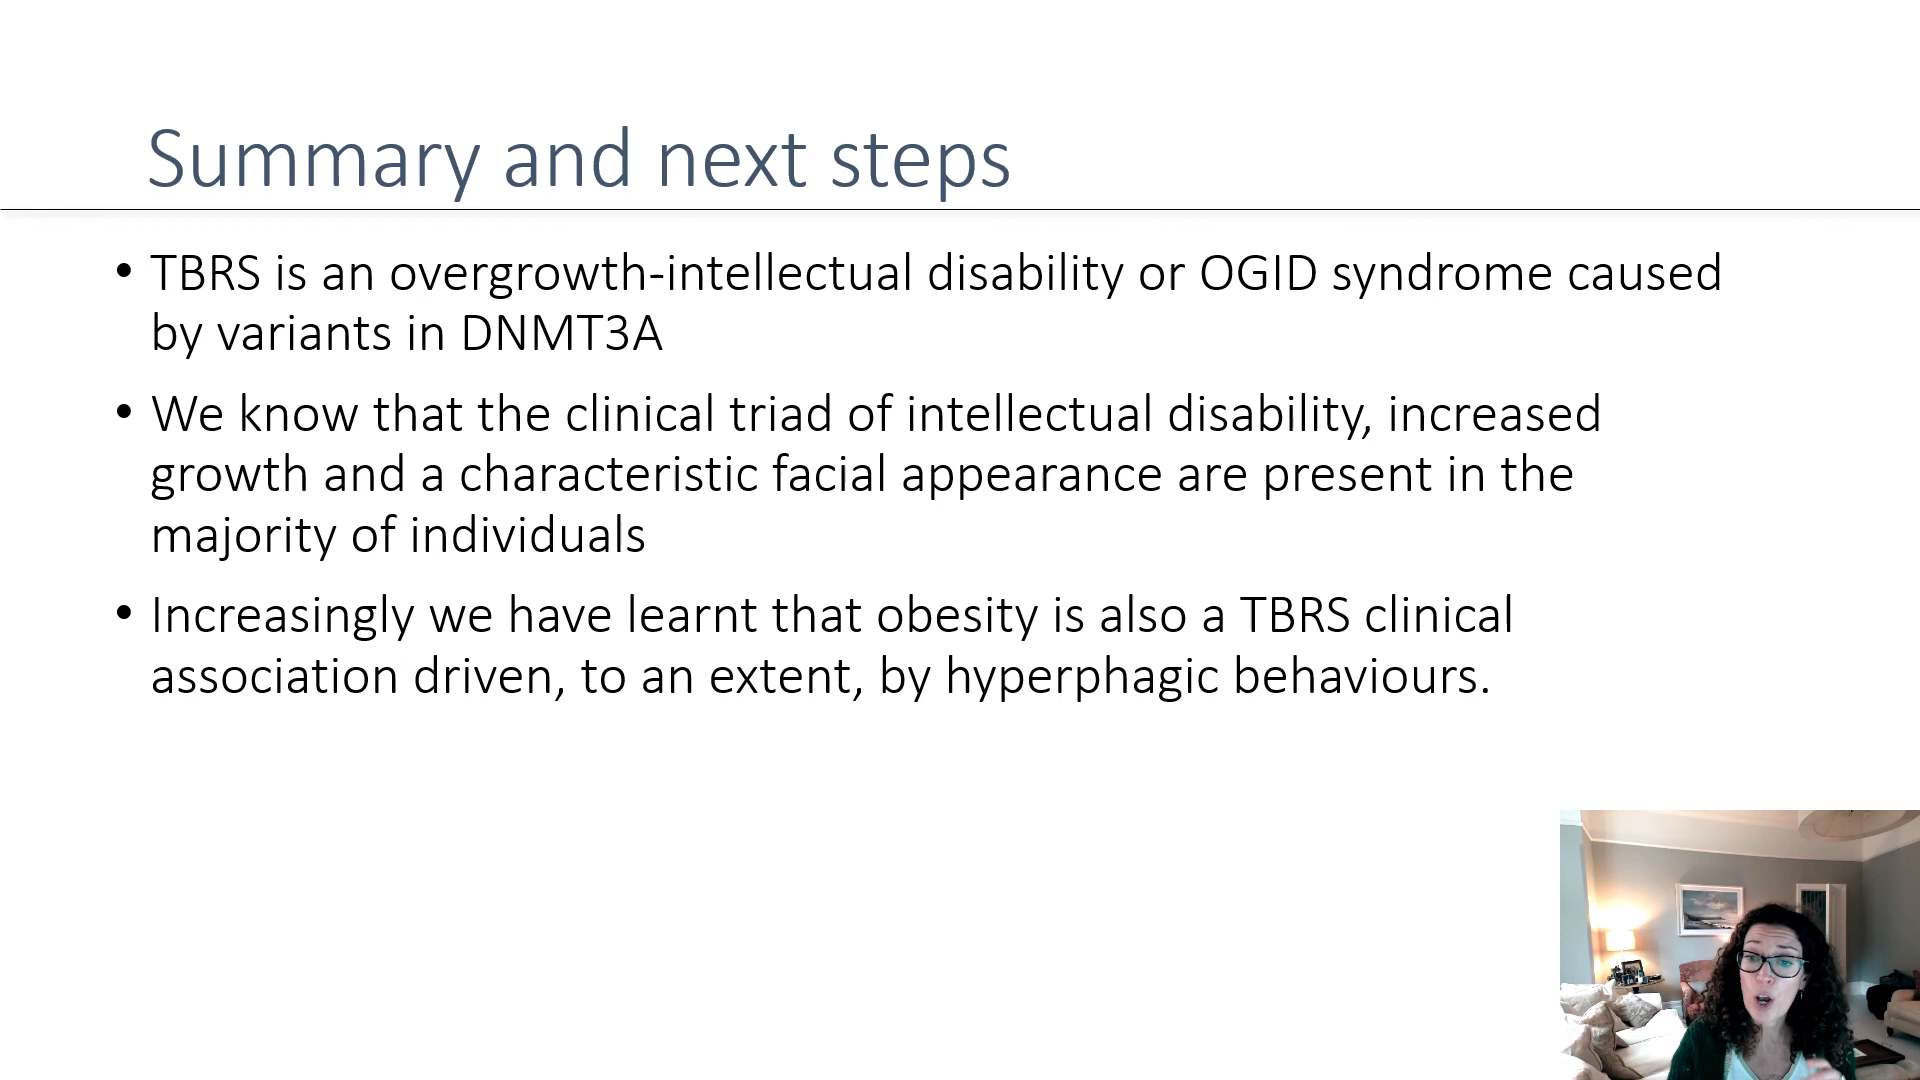 Summary and next steps
• TBRS is an overgrowth-intellectual disability or OGID syndrome caused
by variants in DNMT3A
• We know that the clinical triad of intellectual disability, increased
growth and a characteristic facial appearance are present in the
majority of individuals
• Increasingly we have learnt that obesity is also a TBRS clinical
association driven, to an extent, by hyperphagic behaviours.